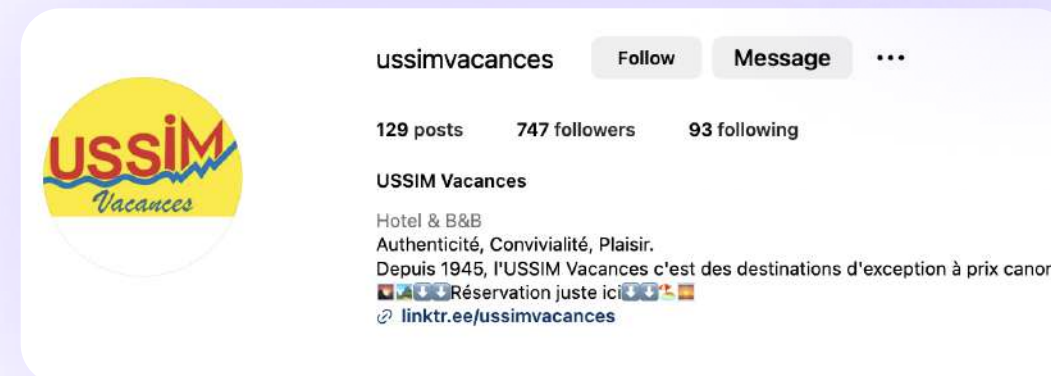 USSIM
Vacances
ussimvacances Follow Message
129 posts 747 followers 93 following
USSIM Vacances
Hotel & B&B
Authenticité, Convivialité, Plaisir.
Depuis 1945, l'USSIM Vacances c'est des destinations d'exception à prix canon
🌄🏞️⬇️⬇️Réservation juste ici⬇️⬇️🏖️🌅
linktr.ee/ussimvacances